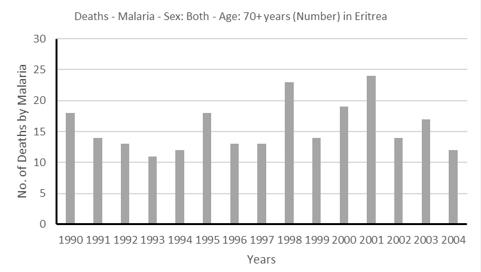 Deaths - Malaria - Sex: Both - Age: 70+ years (Number) in Eritrea
No. of Deaths by Malaria
30
25
20
15
10
5
0
1990 1991 1992 1993 1994 1995 1996 1997 1998 1999 2000 2001 2002 2003 2004
Years